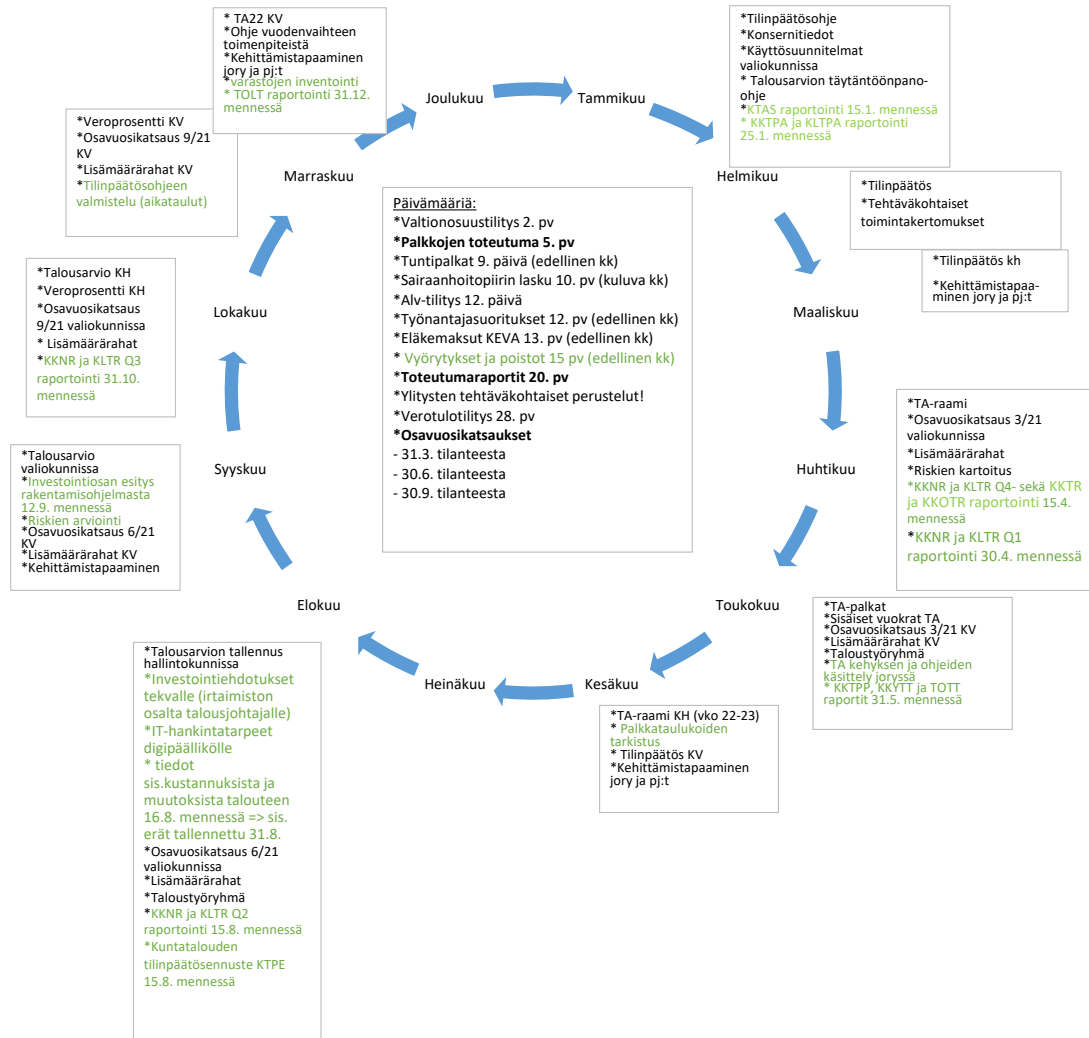 * TA22 KV
*Ohje vuodenvaihteen
toimenpiteistä
*Kehittämistapaaminen
jory ja pj:t
*varastojen inventointi
* TOLT raportointi 31.12.
mennessä
Joulukuu
Tammikuu
*Tilinpäätösohje
*Konsernitiedot
*Käyttösuunnitelmat
valiokunnissa
* Talousarvion täytäntöönpano-
ohje
*KTAS raportointi 15.1. mennessä
* KKTPA ja KLTPA raportointi
25.1. mennessä
*Veroprosentti KV
*Osavuosikatsaus 9/21
KV
*Lisämäärärahat KV
*Tilinpäätösohjeen
valmistelu (aikataulut)
Marraskuu
Helmikuu
*Tilinpäätös
*Tehtäväkohtaiset
toimintakertomukset
*Tilinpäätös kh
*Kehittämistapaa-
minen jory ja pj:t
Päivämääriä:
*Valtionosuustilitys 2. pv
*Palkkojen toteutuma 5. pv
*Tuntipalkat 9. päivä (edellinen kk)
*Sairaanhoitopiirin lasku 10. pv (kuluva kk)
*Alv-tilitys 12. päivä
*Työnantajasuoritukset 12. pv (edellinen kk)
*Eläkemaksut KEVA 13. pv (edellinen kk)
* Vyörytykset ja poistot 15 pv (edellinen kk)
*Toteutumaraportit 20. pv
*Ylitysten tehtäväkohtaiset perustelut!
*Verotulotilitys 28. pv
*Osavuosikatsaukset
- 31.3. tilanteesta
- 30.6. tilanteesta
- 30.9. tilanteesta
*Talousarvio KH
*Veroprosentti KH
*Osavuosikatsaus
9/21 valiokunnissa
* Lisämäärärahat
*KKNR ja KLTR Q3
raportointi 31.10.
mennessä
Lokakuu
Maaliskuu
*TA-raami
*Osavuosikatsaus 3/21
valiokunnissa
*Lisämäärärahat
*Riskien kartoitus
*KKNR ja KLTR Q4- sekä KKTR
ja KKOTR raportointi 15.4.
mennessä
*KKNR ja KLTR Q1
raportointi 30.4. mennessä
*Talousarvio
valiokunnissa
*Investointiosan esitys
rakentamisohjelmasta
12.9. mennessä
*Riskien arviointi
*Osavuosikatsaus 6/21
KV
*Lisämäärärahat KV
*Kehittämistapaaminen
Syyskuu
Huhtikuu
Elokuu
Toukokuu
*TA-palkat
*Sisäiset vuokrat TA
*Osavuosikatsaus 3/21 KV
*Lisämäärärahat KV
*Taloustyöryhmä
*TA kehyksen ja ohjeiden
käsittely joryssä
* KKTPP, KKYTT ja TOTT
raportit 31.5. mennessä
*Talousarvion tallennus
hallintokunnissa
*Investointiehdotukset
tekvalle (irtaimiston
osalta talousjohtajalle)
*IT-hankintatarpeet
digipäällikölle
* tiedot
sis.kustannuksista ja
muutoksista talouteen
16.8. mennessä => sis.
erät tallennettu 31.8.
*Osavuosikatsaus 6/21
valiokunnissa
*Lisämäärärahat
*Taloustyöryhmä
*KKNR ja KLTR Q2
raportointi 15.8. mennessä
*Kuntatalouden
tilinpäätösennuste KTPE
15.8. mennessä
Heinäkuu
Kesäkuu
*TA-raami KH (vko 22-23)
* Palkkataulukoiden
tarkistus
* Tilinpäätös KV
*Kehittämistapaaminen
jory ja pj:t